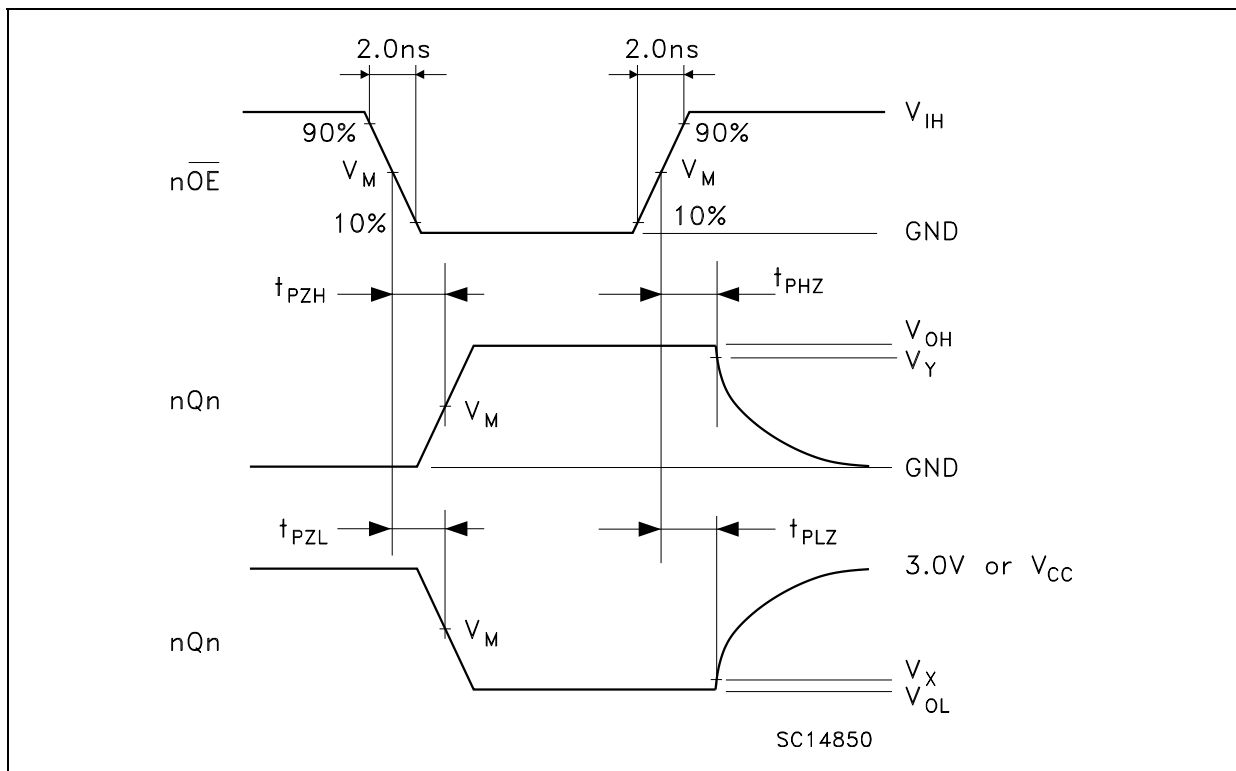 2.0ns 2.0ns
V_IH
90% 90%
nO̅E̅ V_M V_M
10% 10%
GND
t_PZH t_PHZ
V_OH
V_Y
nQn V_M
GND
t_PZL t_PLZ
3.0V or V_CC
nQn V_M
V_X
V_OL
SC14850